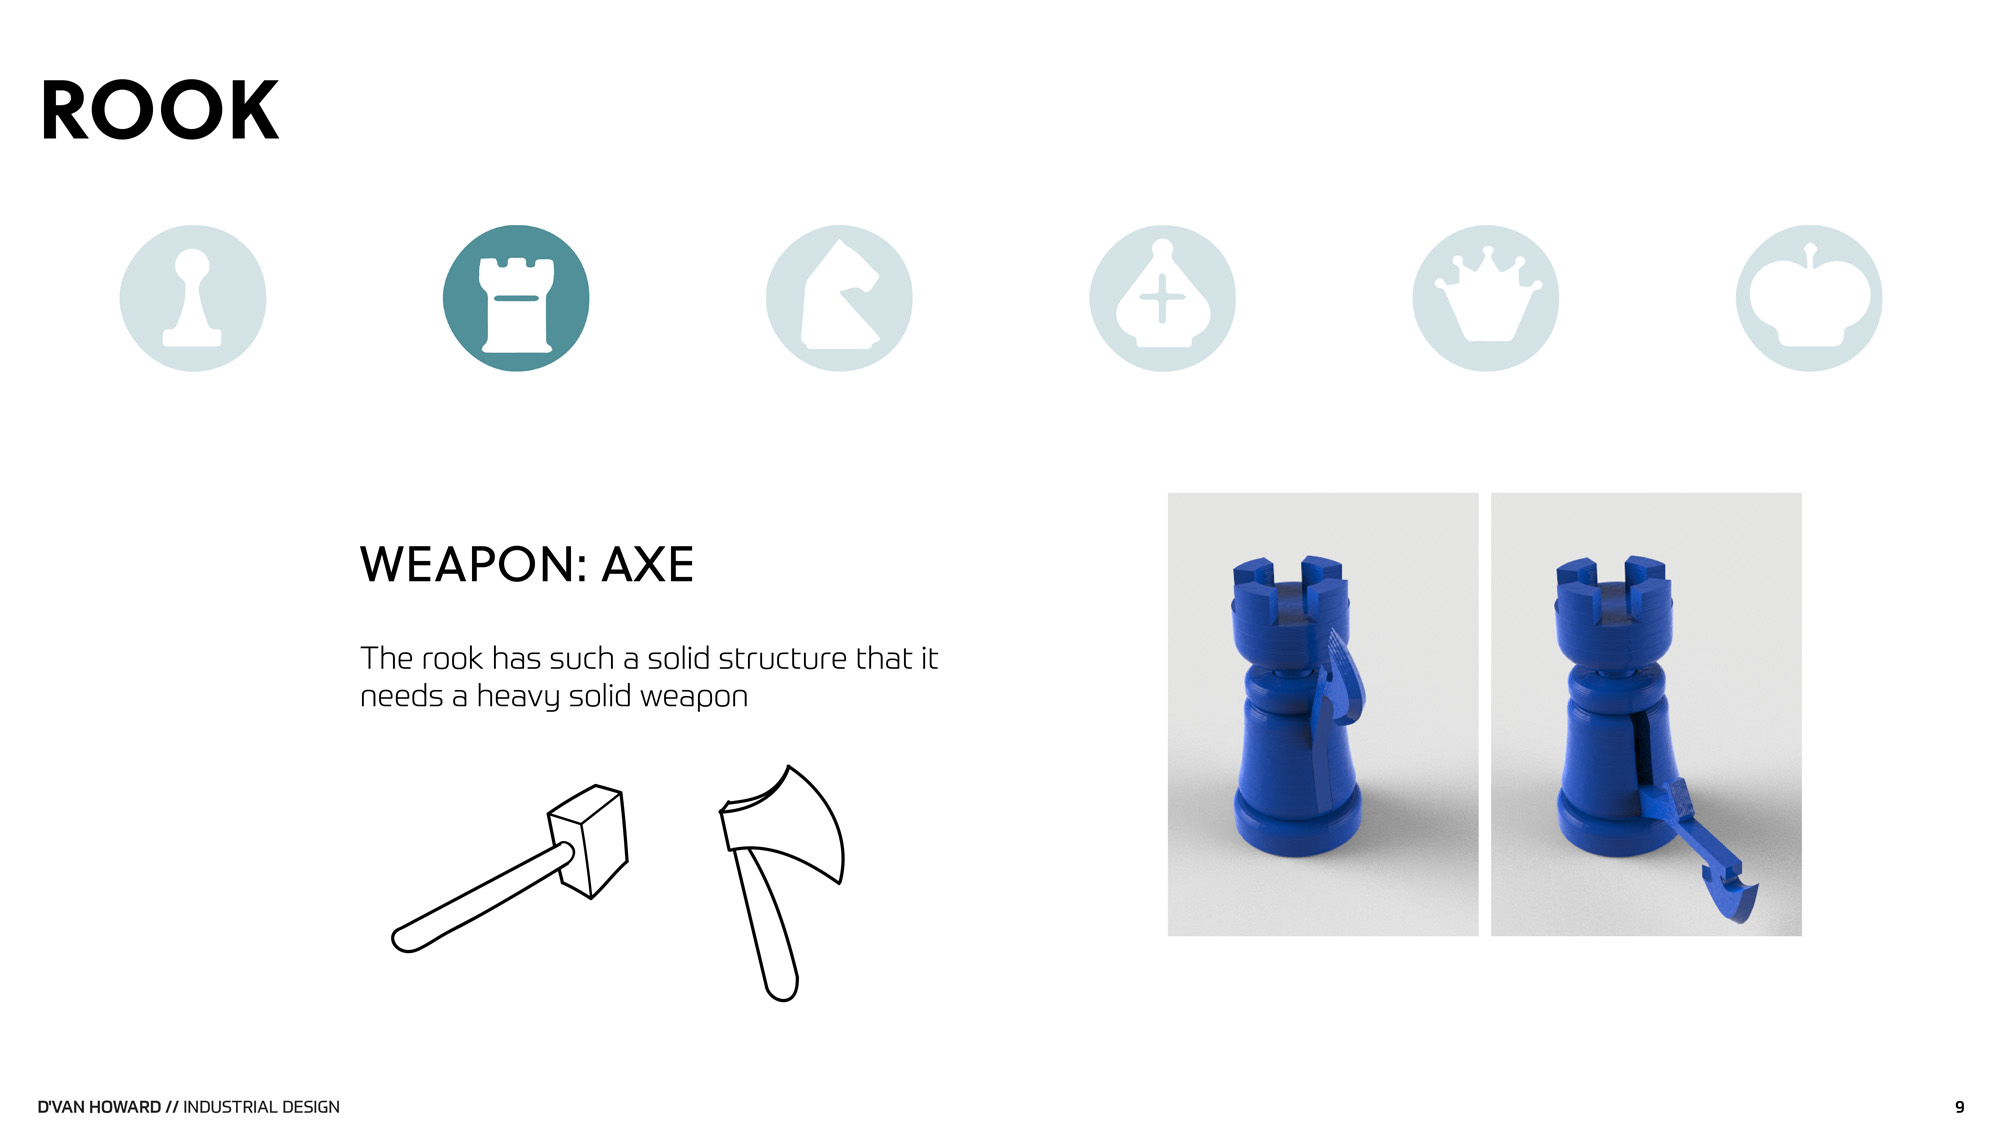 ROOK
WEAPON: AXE
The rook has such a solid structure that it
needs a heavy solid weapon
D'VAN HOWARD // INDUSTRIAL DESIGN
9